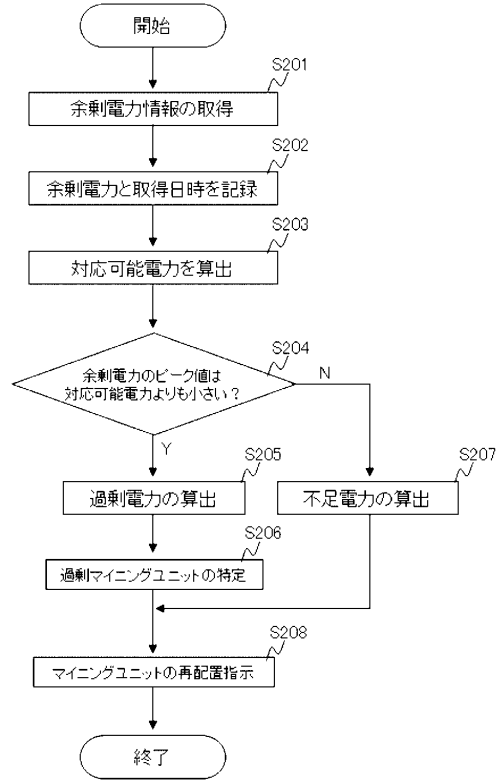 開始
S201
余剰電力情報の取得
S202
余剰電力と取得日時を記録
S203
対応可能電力を算出
S204
余剰電力のピーク値は
対応可能電力よりも小さい？
N
Y
S205
過剰電力の算出
S207
不足電力の算出
S206
過剰マイニングユニットの特定
S208
マイニングユニットの再配置指示
終了